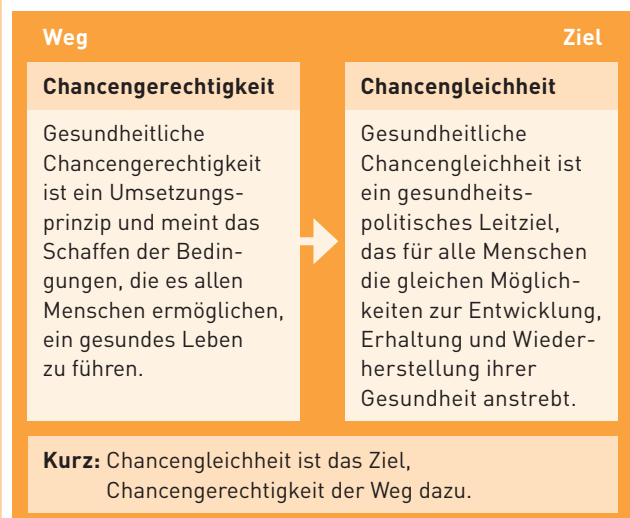 Weg
Ziel
Chancengerechtigkeit
Gesundheitliche
Chancengerechtigkeit
ist ein Umsetzungs-
prinzip und meint das
Schaffen der Bedin-
gungen, die es allen
Menschen ermöglichen,
ein gesundes Leben
zu führen.
Chancengleichheit
Gesundheitliche
Chancengleichheit ist
ein gesundheits-
politisches Leitziel,
das für alle Menschen
die gleichen Möglich-
keiten zur Entwicklung,
Erhaltung und Wieder-
herstellung ihrer
Gesundheit anstrebt.
Kurz: Chancengleichheit ist das Ziel,
Chancengerechtigkeit der Weg dazu.